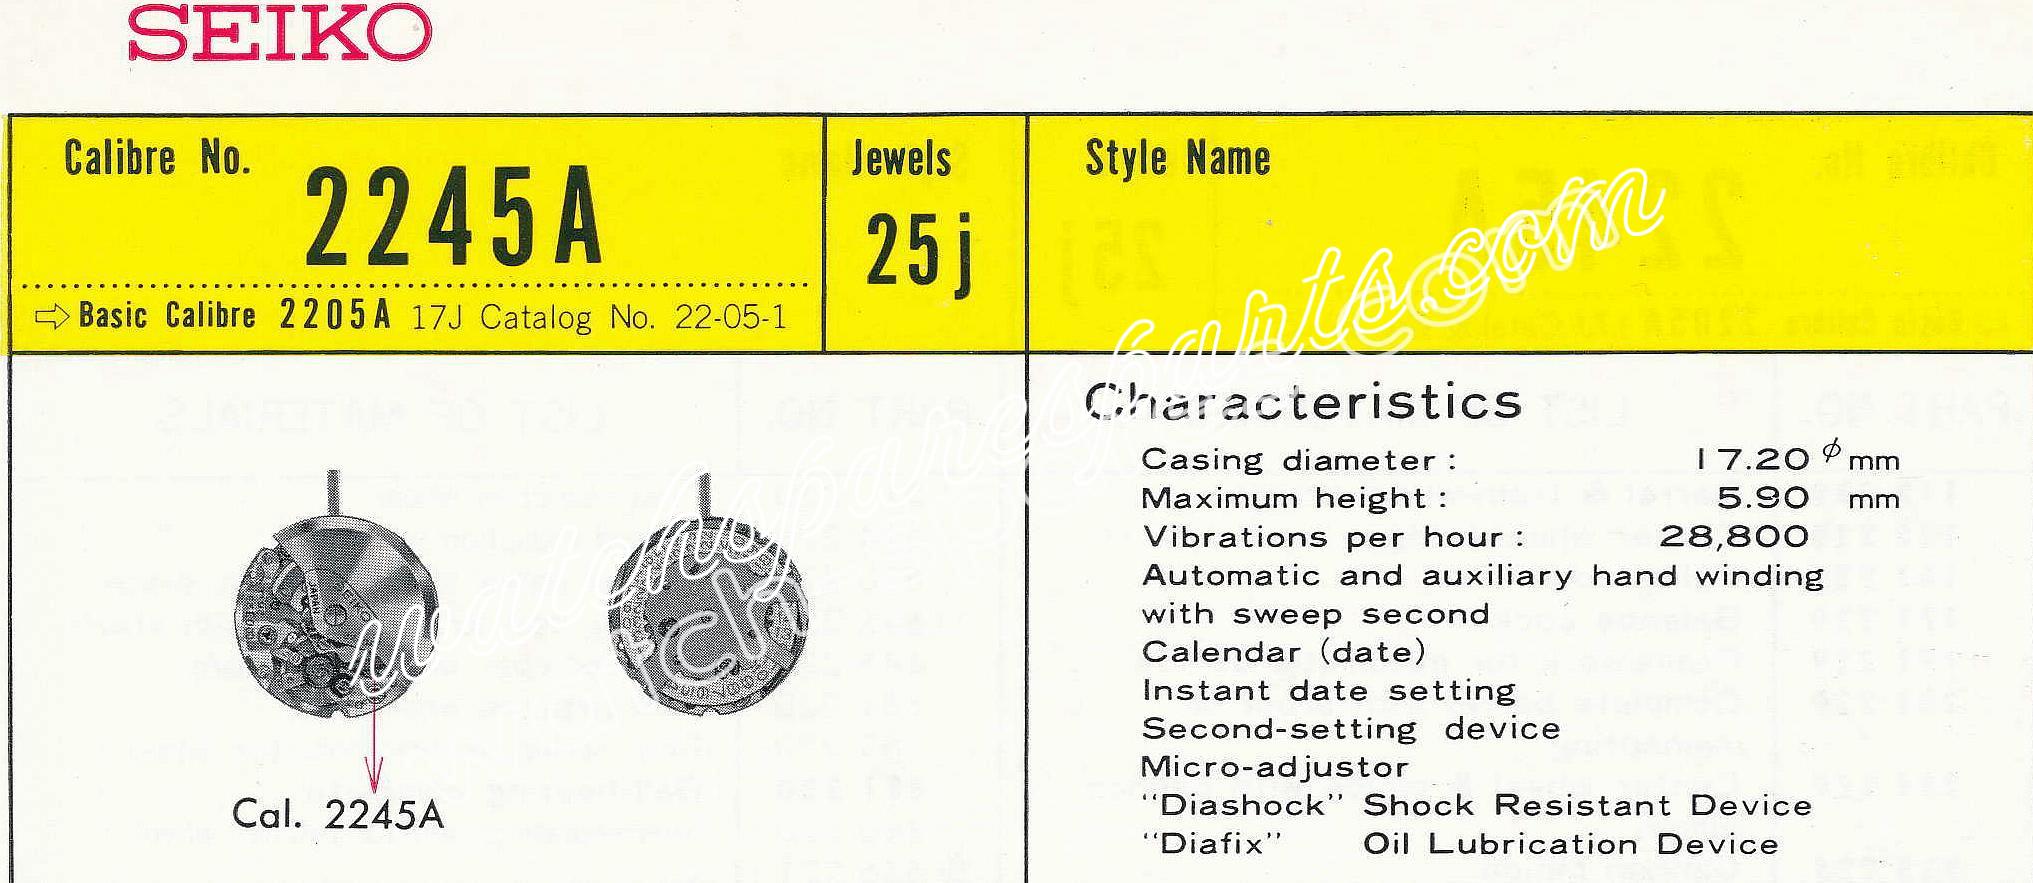 SEIKO
Calibre No.
2245A
⇨ Basic Calibre 2205A 17J Catalog No. 22-05-1
Jewels
25j
Style Name
Cal. 2245A
Characteristics
Casing diameter : 17.20 ϕ mm
Maximum height : 5.90 mm
Vibrations per hour : 28,800
Automatic and auxiliary hand winding
with sweep second
Calendar (date)
Instant date setting
Second-setting device
Micro-adjustor
"Diashock" Shock Resistant Device
"Diafix" Oil Lubrication Device
watchspareparts.com